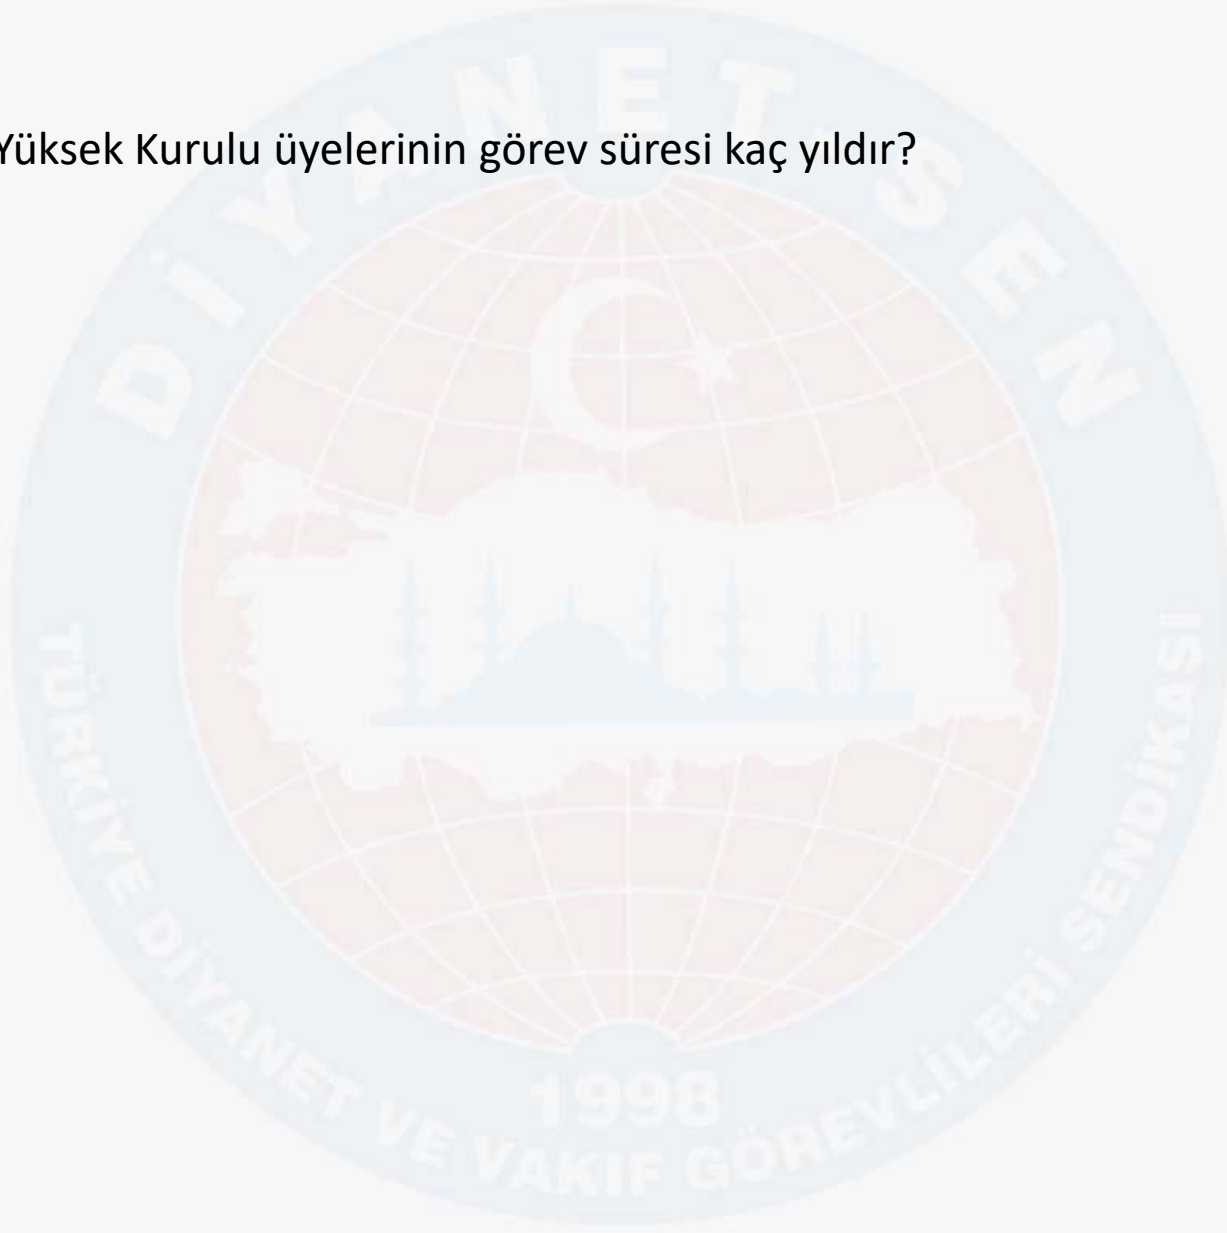 Yüksek Kurulu üyelerinin görev süresi kaç yıldır?
DİYANET-SEN
TÜRKİYE DİYANET VE VAKIF GÖREVLİLERİ SENDİKASI
1998